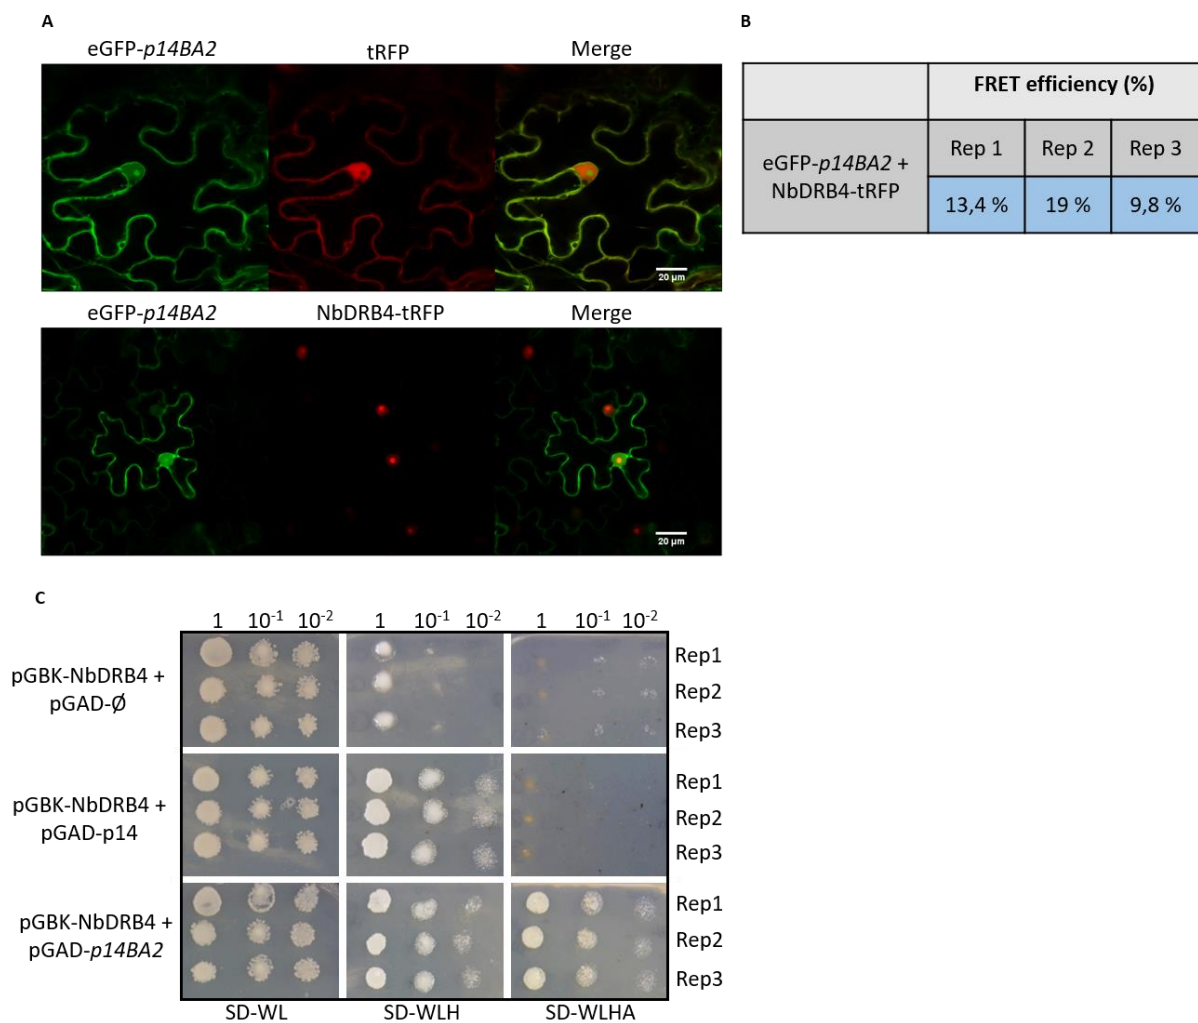 A
eGFP-p14BA2 tRFP Merge
20 µm
eGFP-p14BA2 NbDRB4-tRFP Merge
20 µm
B
FRET efficiency (%)
eGFP-p14BA2 +
NbDRB4-tRFP
Rep 1 Rep 2 Rep 3
13,4 % 19 % 9,8 %
C
1 10⁻¹ 10⁻² 1 10⁻¹ 10⁻² 1 10⁻¹ 10⁻²
pGBK-NbDRB4 +
pGAD-Ø
Rep1
Rep2
Rep3
pGBK-NbDRB4 +
pGAD-p14
Rep1
Rep2
Rep3
pGBK-NbDRB4 +
pGAD-p14BA2
Rep1
Rep2
Rep3
SD-WL SD-WLH SD-WLHA